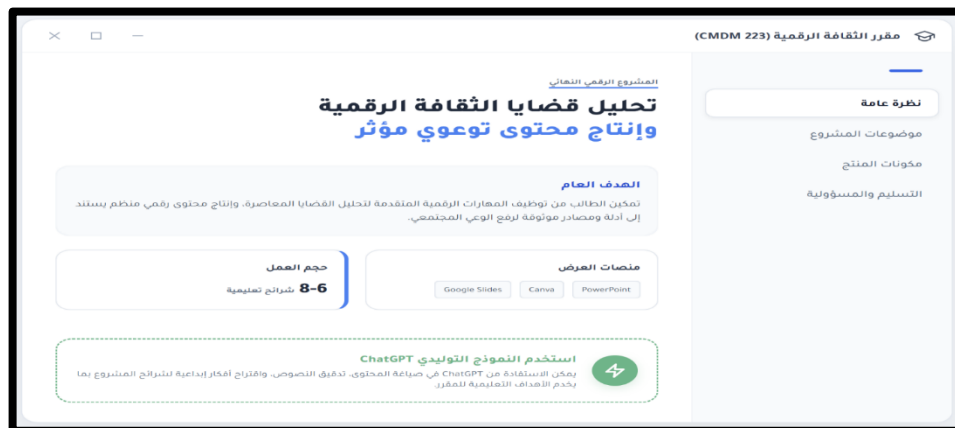 مقرر الثقافة الرقمية (CMDM 223)
نظرة عامة
موضوعات المشروع
مكونات المنتج
التسليم والمسؤولية
المشروع الرقمي النهائي
تحليل قضايا الثقافة الرقمية
وإنتاج محتوى توعوي مؤثر
الهدف العام
تمكين الطالب من توظيف المهارات الرقمية المتقدمة لتحليل القضايا المعاصرة، وإنتاج محتوى رقمي منظم يستند
إلى أدلة ومصادر موثوقة لرفع الوعي المجتمعي.
منصات العرض
PowerPoint Canva Google Slides
حجم العمل
6–8 شرائح تعليمية
استخدم النموذج التوليدي ChatGPT
يمكن الاستفادة من ChatGPT في صياغة المحتوى، تدقيق النصوص، واقتراح أفكار إبداعية لشرائح المشروع بما
يخدم الأهداف التعليمية للمقرر.